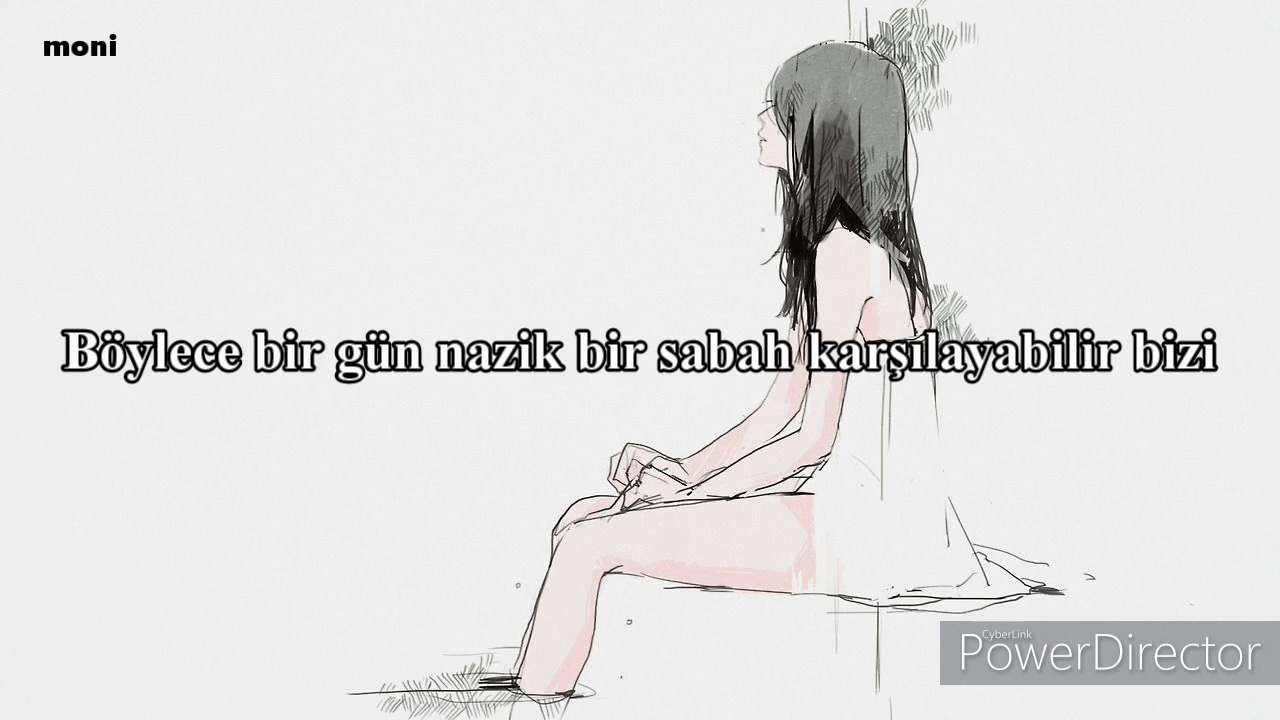 moni
Böylece bir gün nazik bir sabah karşılayabilir bizi
CyberLink
PowerDirector